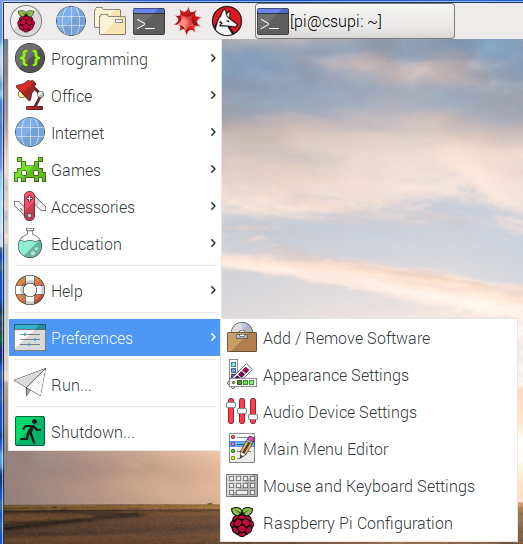 [pi@csupi: ~]
Programming
Office
Internet
Games
Accessories
Education
Help
Preferences
Run...
Shutdown...
Add / Remove Software
Appearance Settings
Audio Device Settings
Main Menu Editor
Mouse and Keyboard Settings
Raspberry Pi Configuration